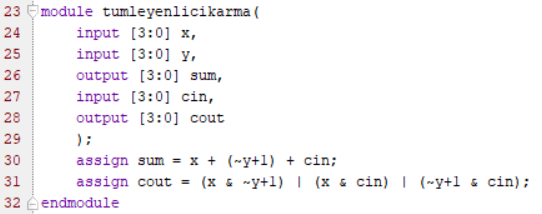 23 module tumleyenlicikarma(
24 input [3:0] x,
25 input [3:0] y,
26 output [3:0] sum,
27 input [3:0] cin,
28 output [3:0] cout
29 );
30 assign sum = x + (~y+1) + cin;
31 assign cout = (x & ~y+1) | (x & cin) | (~y+1 & cin);
32 endmodule